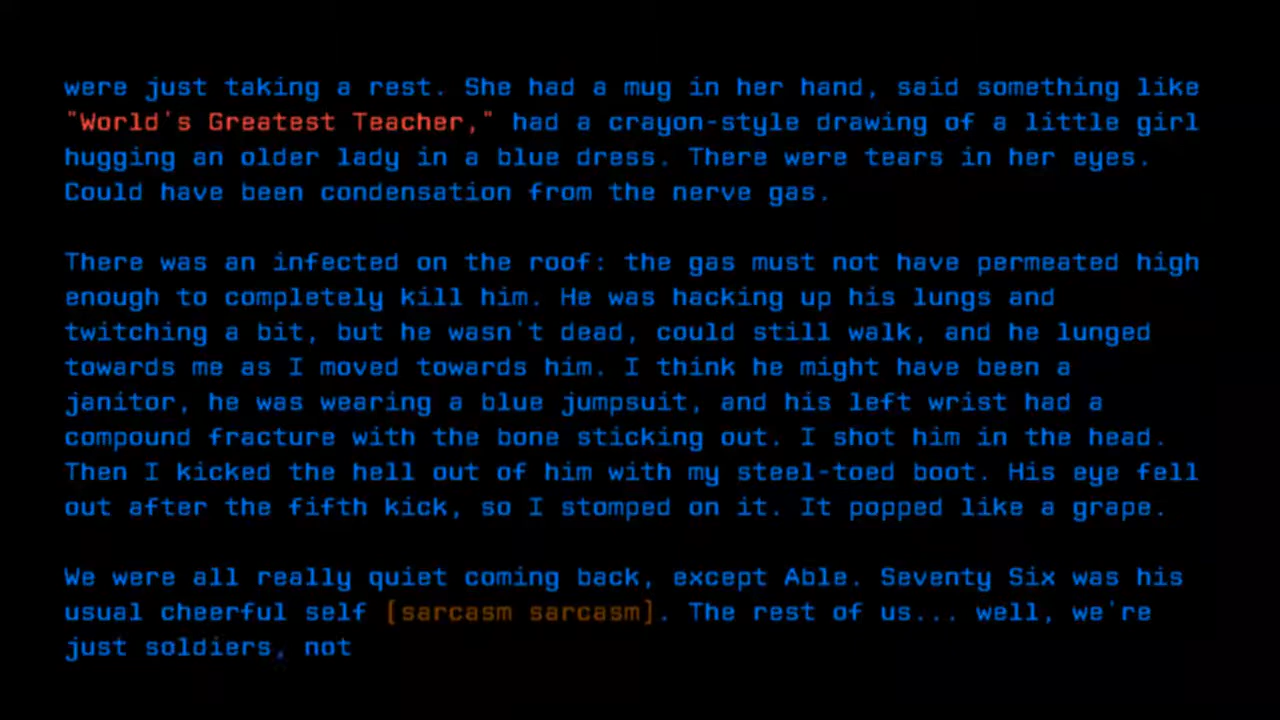 were just taking a rest. She had a mug in her hand, said something like
"World's Greatest Teacher," had a crayon-style drawing of a little girl
hugging an older lady in a blue dress. There were tears in her eyes.
Could have been condensation from the nerve gas.
There was an infected on the roof: the gas must not have permeated high
enough to completely kill him. He was hacking up his lungs and
twitching a bit, but he wasn't dead, could still walk, and he lunged
towards me as I moved towards him. I think he might have been a
janitor, he was wearing a blue jumpsuit, and his left wrist had a
compound fracture with the bone sticking out. I shot him in the head.
Then I kicked the hell out of him with my steel-toed boot. His eye fell
out after the fifth kick, so I stomped on it. It popped like a grape.
We were all really quiet coming back, except Able. Seventy Six was his
usual cheerful self [sarcasm sarcasm]. The rest of us... well, we're
just soldiers, not